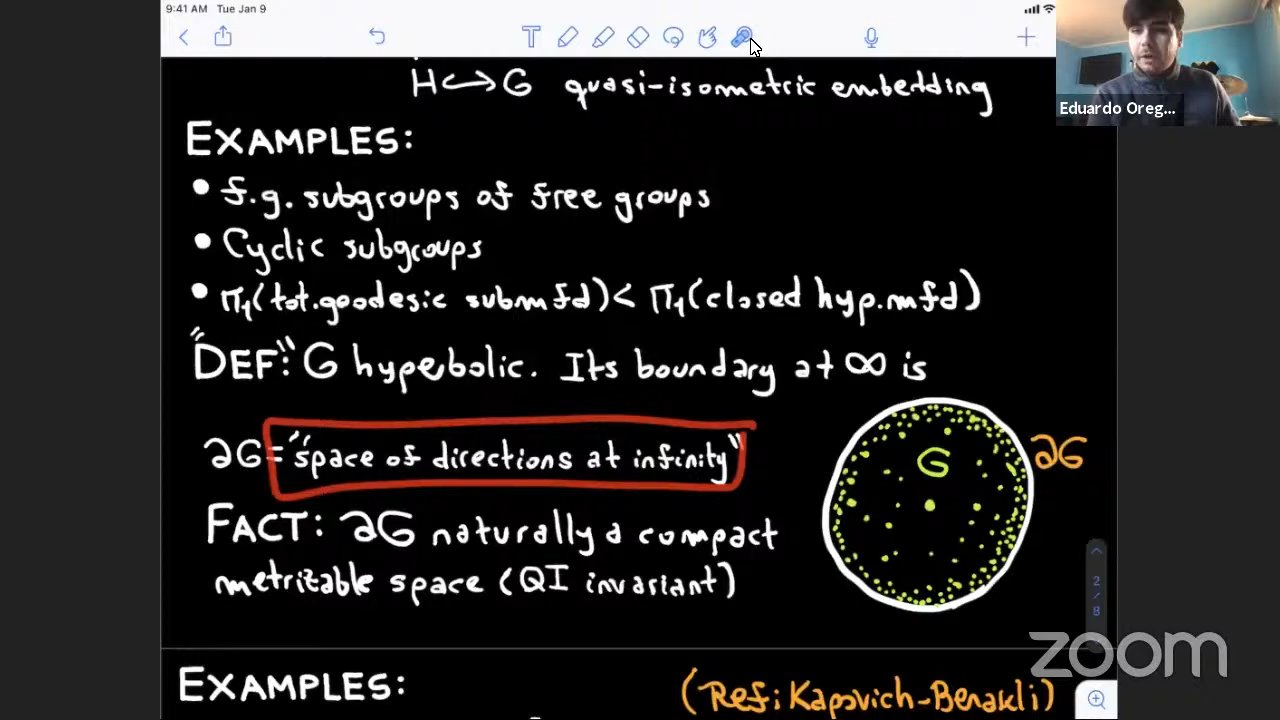 9:41 AM Tue Jan 9
H↪G quasi-isometric embedding
EXAMPLES:
• f.g. subgroups of free groups
• Cyclic subgroups
• π₁(tot.geodesic submfd) < π₁(closed hyp.mfd)
"DEF": G hyperbolic. Its boundary at ∞ is
∂G = "space of directions at infinity"
G
∂G
FACT: ∂G naturally a compact
metrizable space (QI invariant)
EXAMPLES:
(Ref: Kapovich-Benakli)
2/8
Eduardo Oreg...
zoom